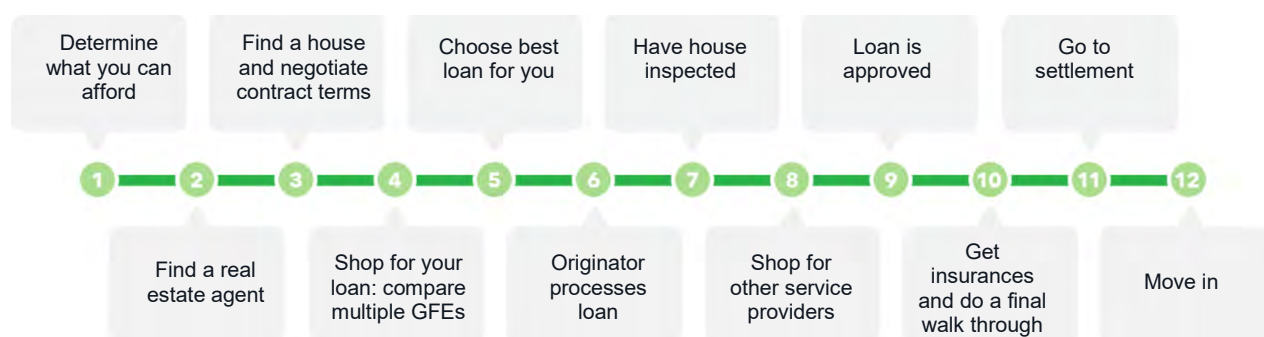 Determine
what you can
afford
Find a house
and negotiate
contract terms
Choose best
loan for you
Have house
inspected
Loan is
approved
Go to
settlement
1
2
3
4
5
6
7
8
9
10
11
12
Find a real
estate agent
Shop for your
loan: compare
multiple GFEs
Originator
processes
loan
Shop for
other service
providers
Get
insurances
and do a final
walk through
Move in